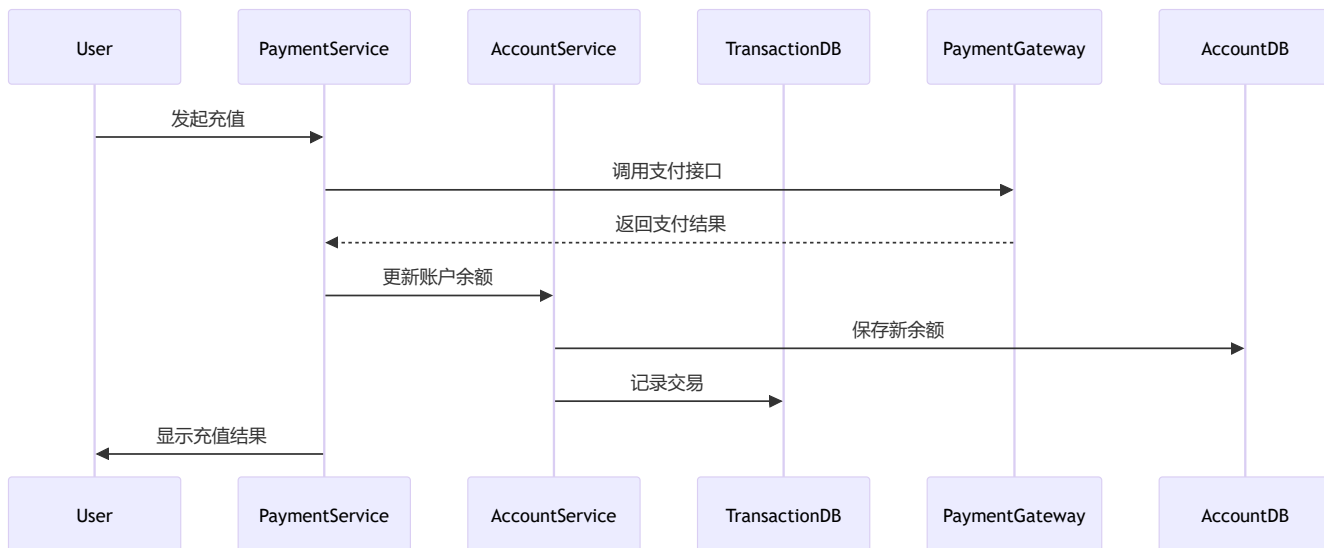 User
PaymentService
AccountService
TransactionDB
PaymentGateway
AccountDB
发起充值
调用支付接口
返回支付结果
更新账户余额
保存新余额
记录交易
显示充值结果
User
PaymentService
AccountService
TransactionDB
PaymentGateway
AccountDB